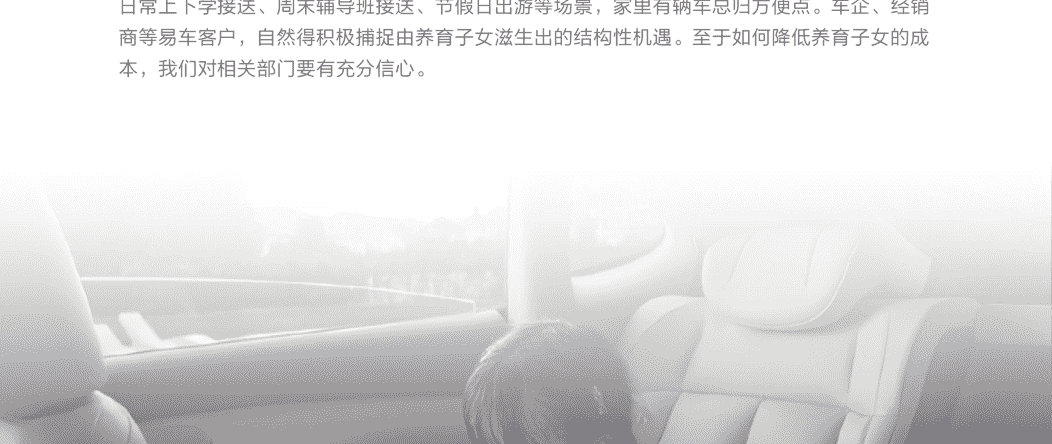 日常上下学接送、周末辅导班接送、节假日出游等场景，家里有辆车总归方便点。车企、经销
商等易车客户，自然得积极捕捉由养育子女滋生出的结构性机遇。至于如何降低养育子女的成
本，我们对相关部门要有充分信心。